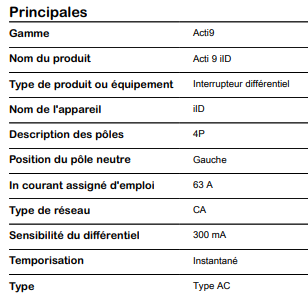 Principales
Gamme Acti9
Nom du produit Acti 9 iID
Type de produit ou équipement Interrupteur différentiel
Nom de l'appareil iID
Description des pôles 4P
Position du pôle neutre Gauche
In courant assigné d'emploi 63 A
Type de réseau CA
Sensibilité du différentiel 300 mA
Temporisation Instantané
Type Type AC